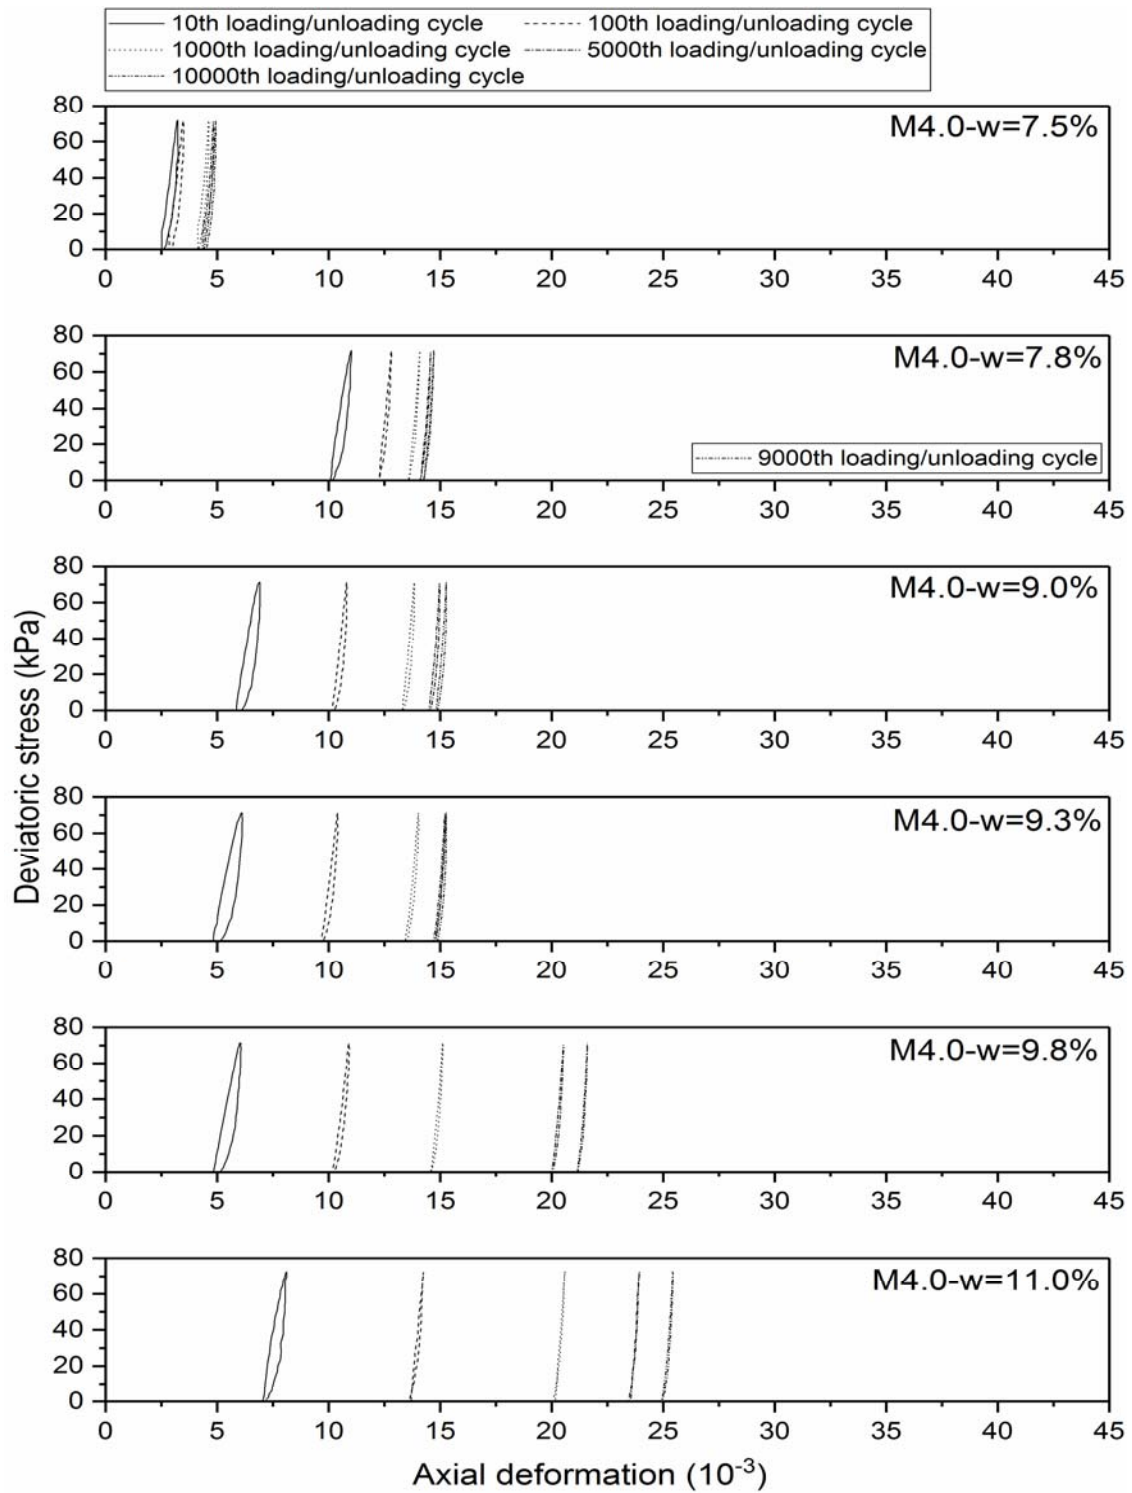 10th loading/unloading cycle 100th loading/unloading cycle
1000th loading/unloading cycle 5000th loading/unloading cycle
10000th loading/unloading cycle
80
M4.0-w=7.5%
60
40
20
0
0 5 10 15 20 25 30 35 40 45
80
M4.0-w=7.8%
60
40
20
9000th loading/unloading cycle
0
0 5 10 15 20 25 30 35 40 45
80
M4.0-w=9.0%
60
40
20
0
0 5 10 15 20 25 30 35 40 45
Deviatoric stress (kPa)
80
M4.0-w=9.3%
60
40
20
0
0 5 10 15 20 25 30 35 40 45
80
M4.0-w=9.8%
60
40
20
0
0 5 10 15 20 25 30 35 40 45
80
M4.0-w=11.0%
60
40
20
0
0 5 10 15 20 25 30 35 40 45
Axial deformation (10⁻³)